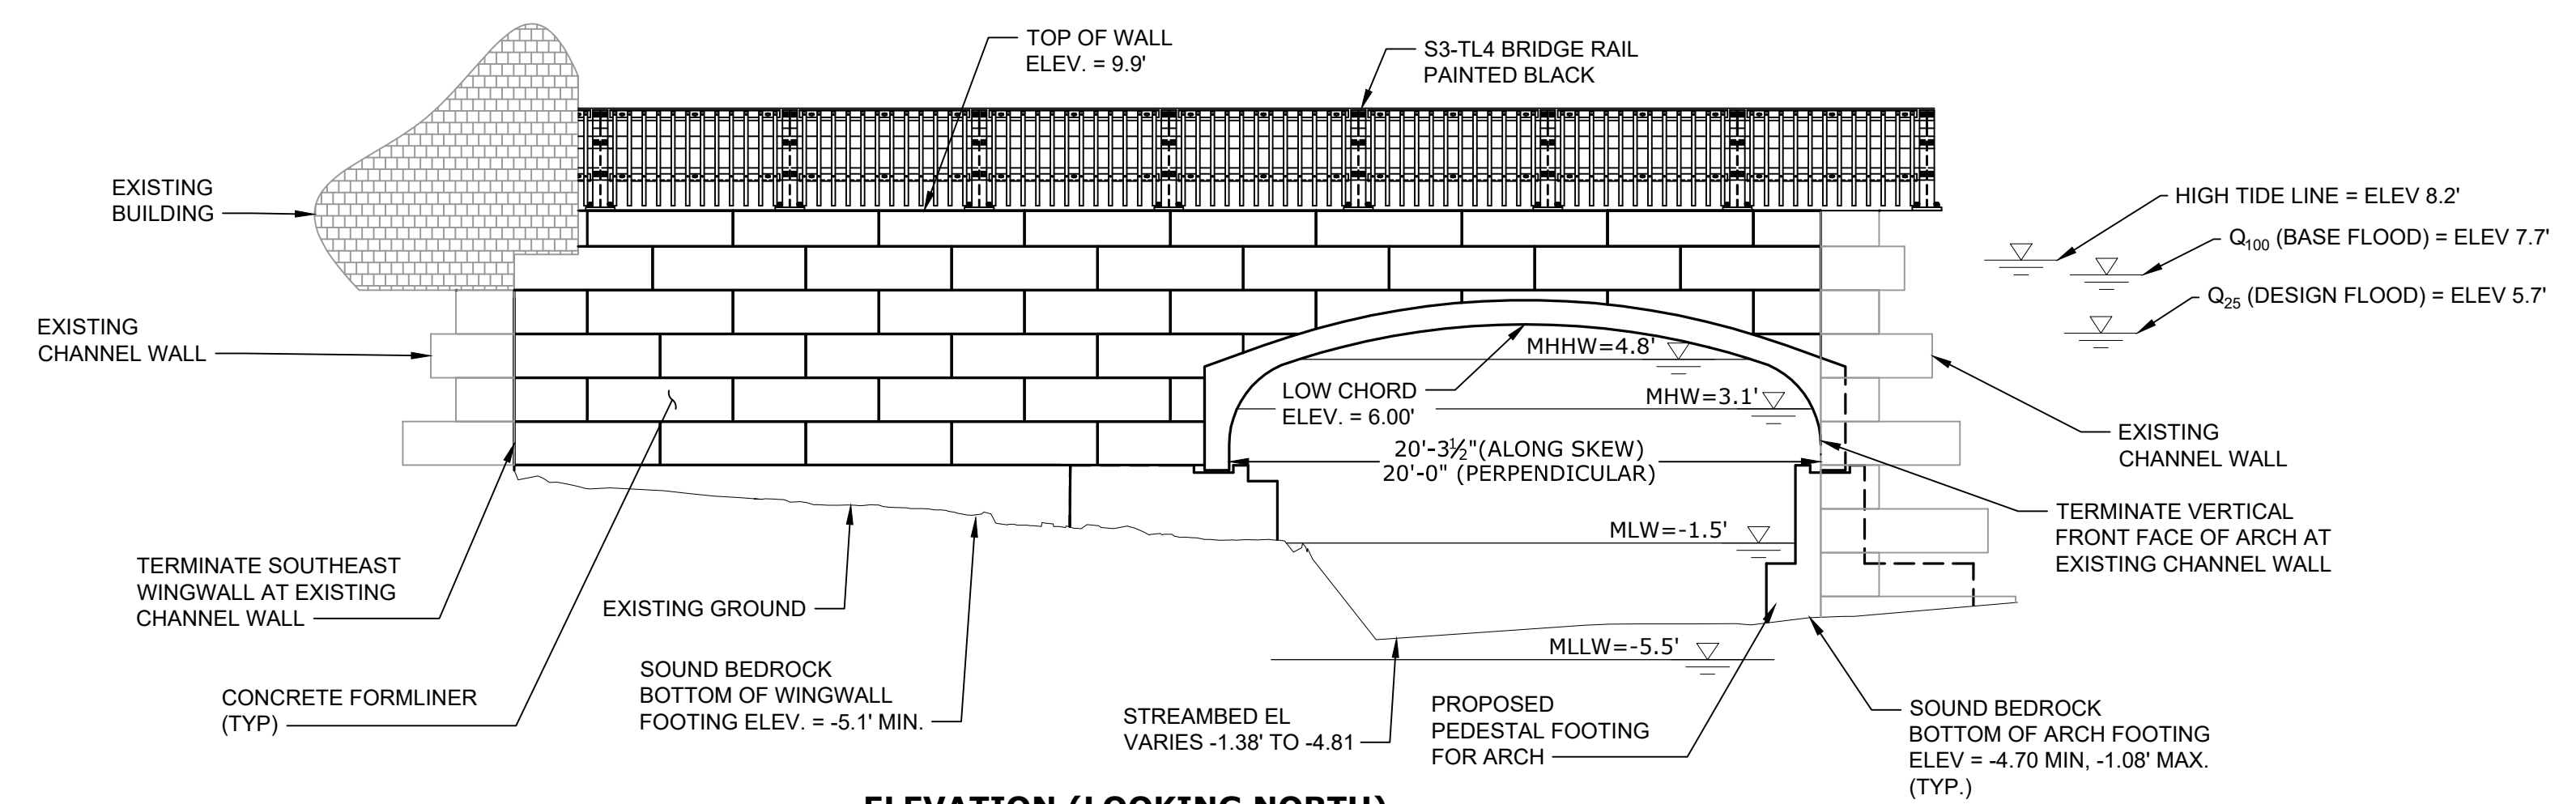 TOP OF WALL
ELEV. = 9.9'
S3-TL4 BRIDGE RAIL
PAINTED BLACK
EXISTING
BUILDING
HIGH TIDE LINE = ELEV 8.2'
Q100 (BASE FLOOD) = ELEV 7.7'
Q25 (DESIGN FLOOD) = ELEV 5.7'
EXISTING
CHANNEL WALL
MHHW=4.8'
LOW CHORD
ELEV. = 6.00'
MHW=3.1'
20'-3½"(ALONG SKEW)
20'-0" (PERPENDICULAR)
EXISTING
CHANNEL WALL
TERMINATE VERTICAL
FRONT FACE OF ARCH AT
EXISTING CHANNEL WALL
MLW=-1.5'
TERMINATE SOUTHEAST
WINGWALL AT EXISTING
CHANNEL WALL
EXISTING GROUND
MLLW=-5.5'
CONCRETE FORMLINER
(TYP)
SOUND BEDROCK
BOTTOM OF WINGWALL
FOOTING ELEV. = -5.1' MIN.
STREAMBED EL
VARIES -1.38' TO -4.81
PROPOSED
PEDESTAL FOOTING
FOR ARCH
SOUND BEDROCK
BOTTOM OF ARCH FOOTING
ELEV = -4.70 MIN, -1.08' MAX.
(TYP.)
ELEVATION (LOOKING NORTH)